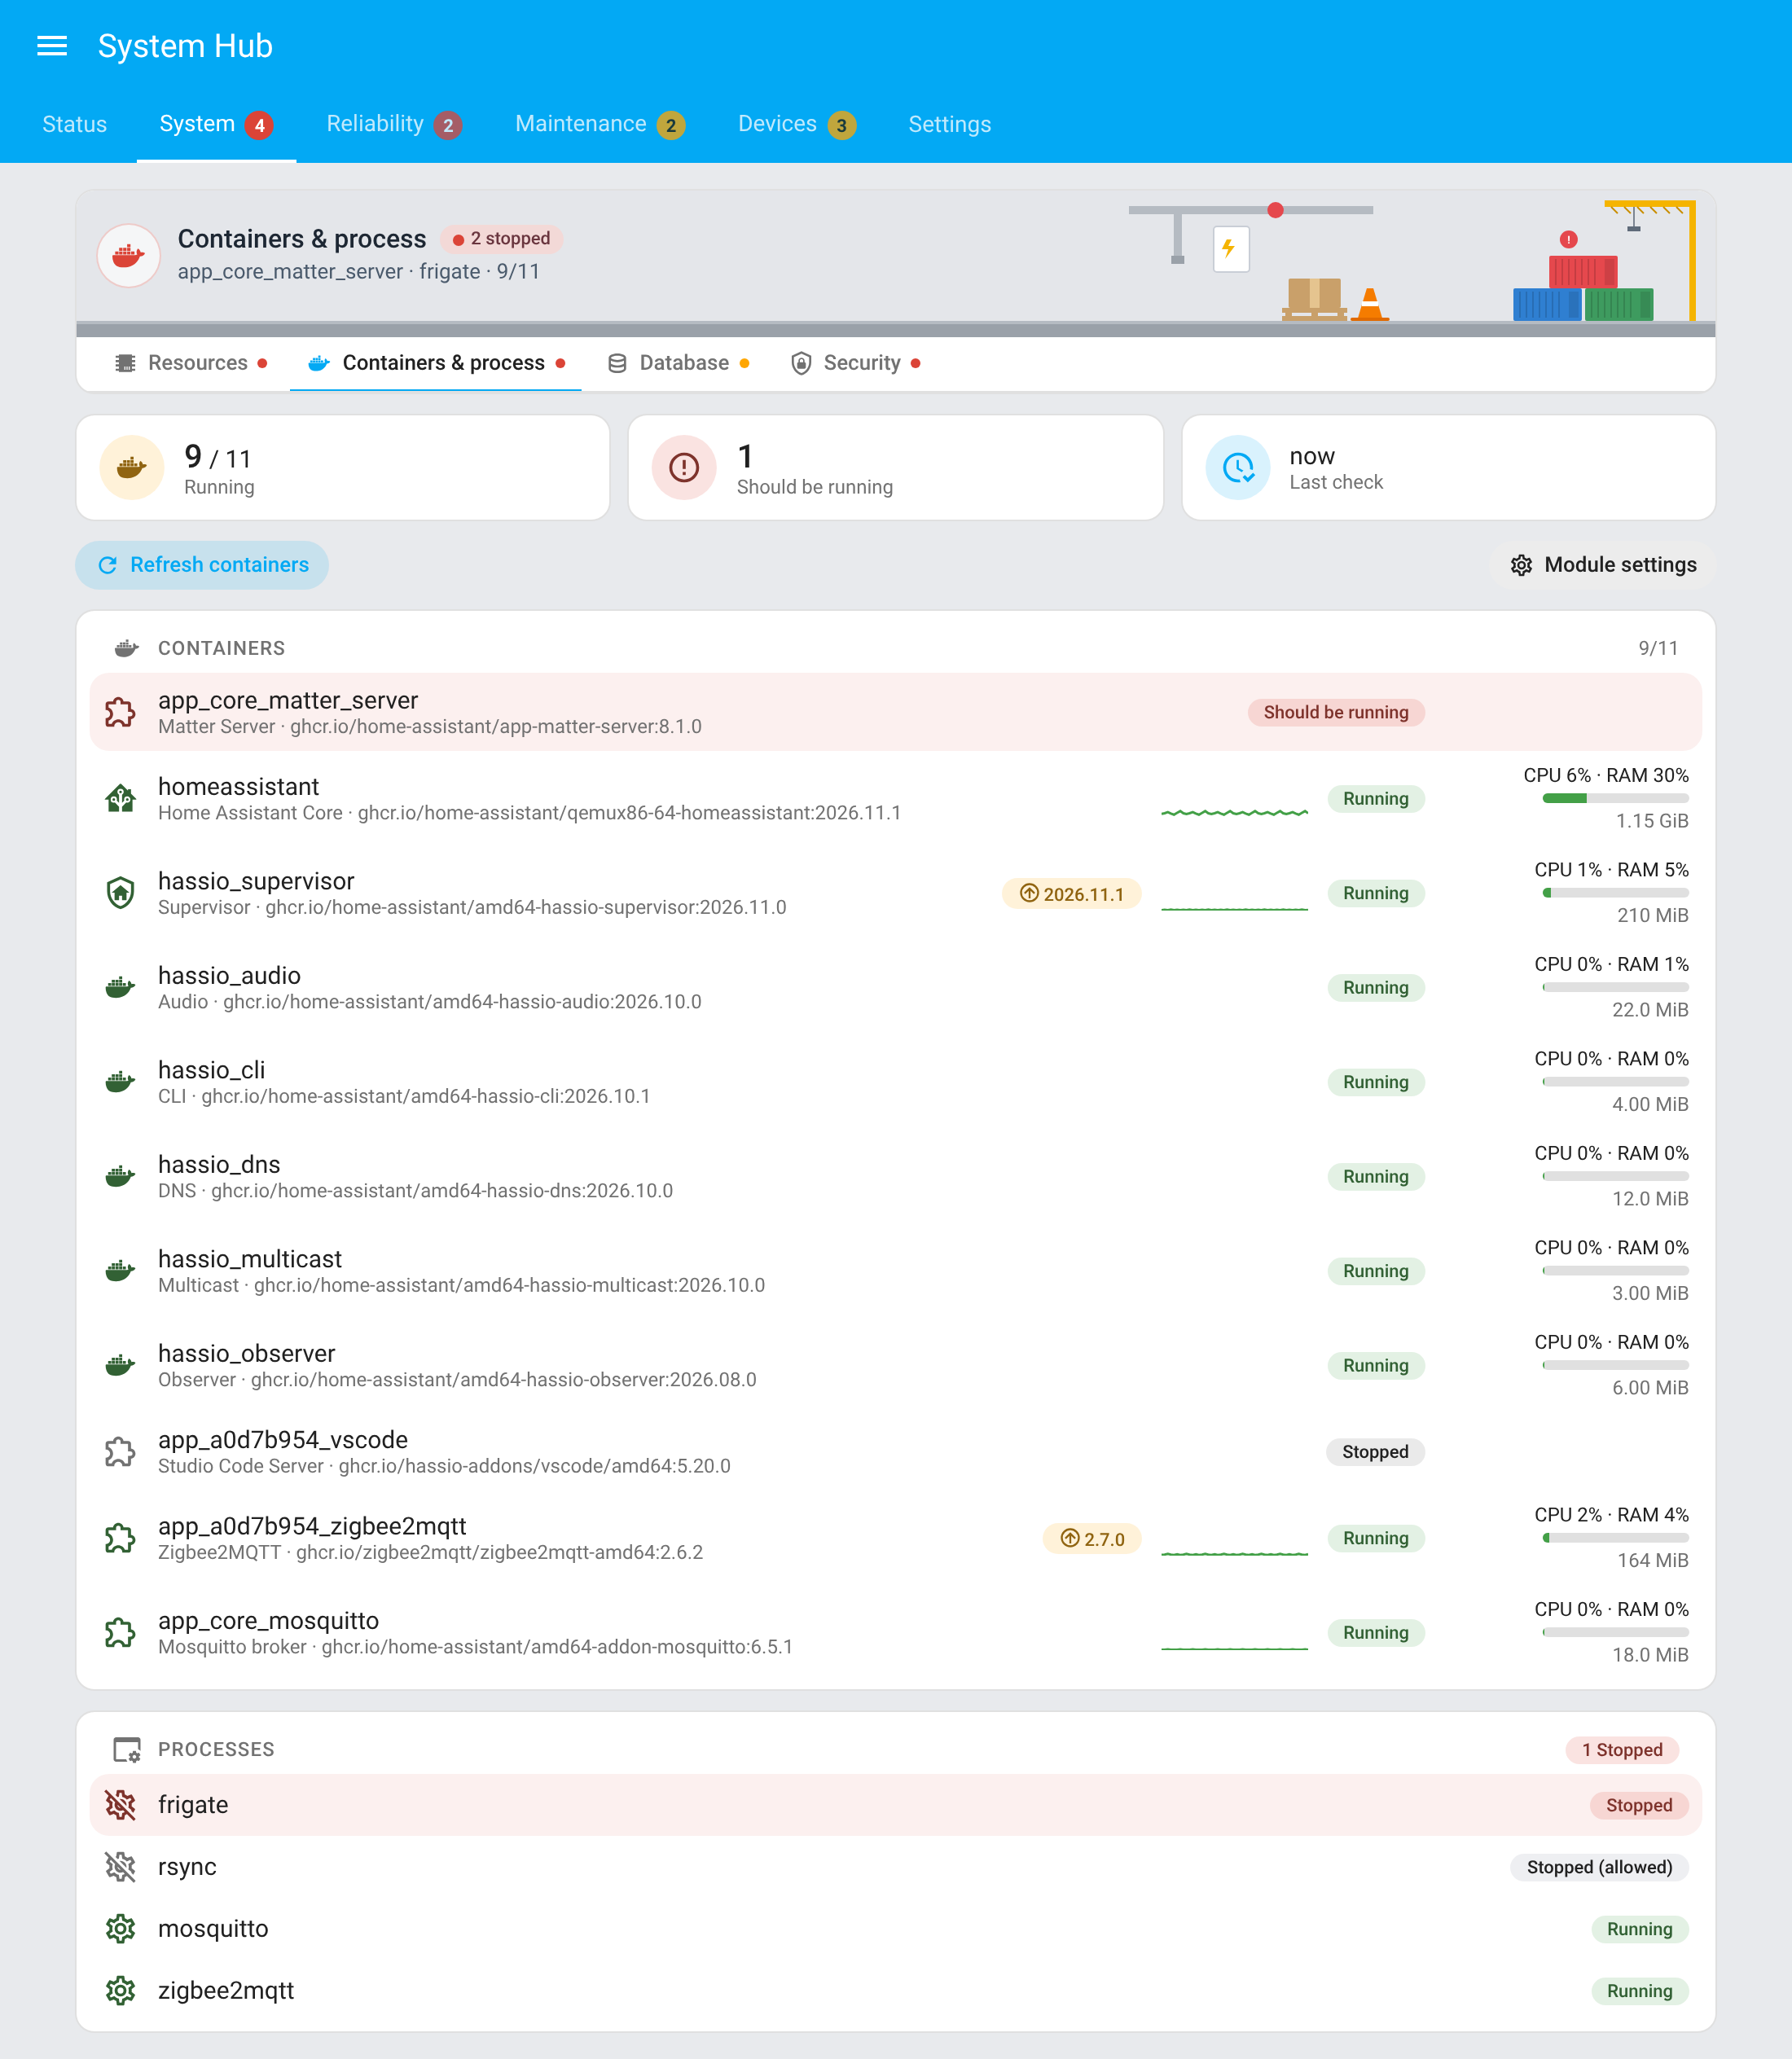 System Hub
Status
System 4
Reliability 2
Maintenance 2
Devices 3
Settings
Containers & process
2 stopped
app_core_matter_server · frigate · 9/11
Resources
Containers & process
Database
Security
9 / 11
Running
1
Should be running
now
Last check
Refresh containers
Module settings
CONTAINERS
9/11
app_core_matter_server
Matter Server · ghcr.io/home-assistant/app-matter-server:8.1.0
Should be running
homeassistant
Home Assistant Core · ghcr.io/home-assistant/qemux86-64-homeassistant:2026.11.1
Running
CPU 6% · RAM 30%
1.15 GiB
hassio_supervisor
Supervisor · ghcr.io/home-assistant/amd64-hassio-supervisor:2026.11.0
2026.11.1
Running
CPU 1% · RAM 5%
210 MiB
hassio_audio
Audio · ghcr.io/home-assistant/amd64-hassio-audio:2026.10.0
Running
CPU 0% · RAM 1%
22.0 MiB
hassio_cli
CLI · ghcr.io/home-assistant/amd64-hassio-cli:2026.10.1
Running
CPU 0% · RAM 0%
4.00 MiB
hassio_dns
DNS · ghcr.io/home-assistant/amd64-hassio-dns:2026.10.0
Running
CPU 0% · RAM 0%
12.0 MiB
hassio_multicast
Multicast · ghcr.io/home-assistant/amd64-hassio-multicast:2026.10.0
Running
CPU 0% · RAM 0%
3.00 MiB
hassio_observer
Observer · ghcr.io/home-assistant/amd64-hassio-observer:2026.08.0
Running
CPU 0% · RAM 0%
6.00 MiB
app_a0d7b954_vscode
Studio Code Server · ghcr.io/hassio-addons/vscode/amd64:5.20.0
Stopped
app_a0d7b954_zigbee2mqtt
Zigbee2MQTT · ghcr.io/zigbee2mqtt/zigbee2mqtt-amd64:2.6.2
2.7.0
Running
CPU 2% · RAM 4%
164 MiB
app_core_mosquitto
Mosquitto broker · ghcr.io/home-assistant/amd64-addon-mosquitto:6.5.1
Running
CPU 0% · RAM 0%
18.0 MiB
PROCESSES
1 Stopped
frigate
Stopped
rsync
Stopped (allowed)
mosquitto
Running
zigbee2mqtt
Running